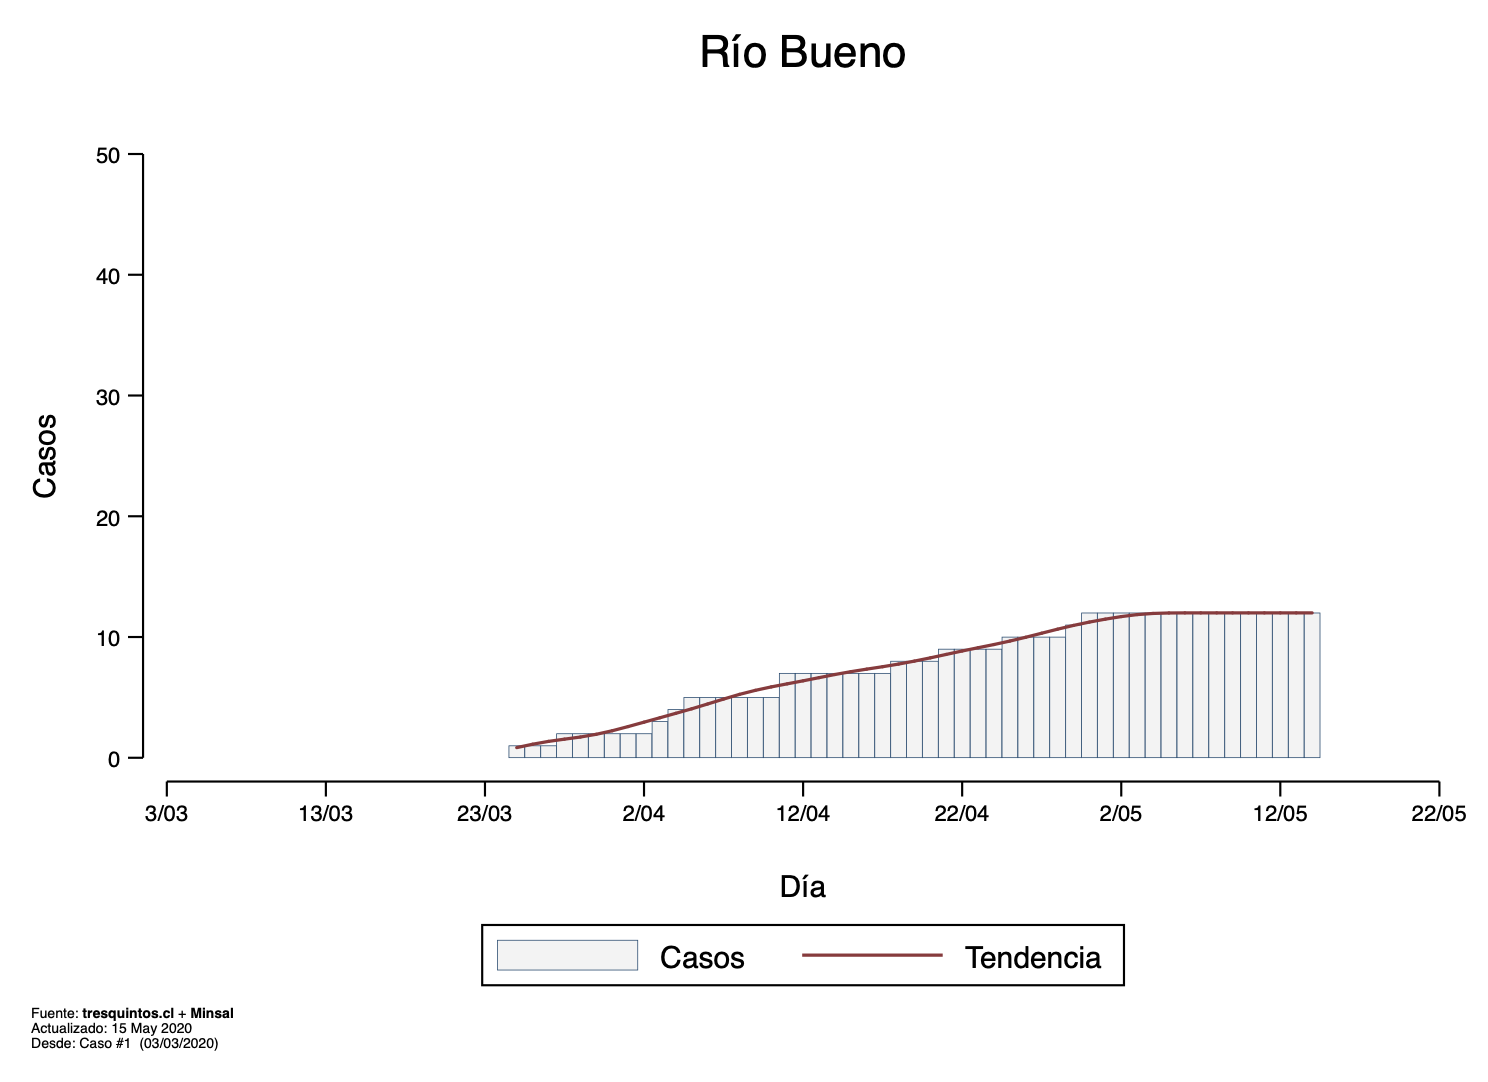 Río Bueno
50
40
30
20
10
0
Casos
3/03 13/03 23/03 2/04 12/04 22/04 2/05 12/05 22/05
Día
Casos Tendencia
Fuente: tresquintos.cl + Minsal
Actualizado: 15 May 2020
Desde: Caso #1 (03/03/2020)